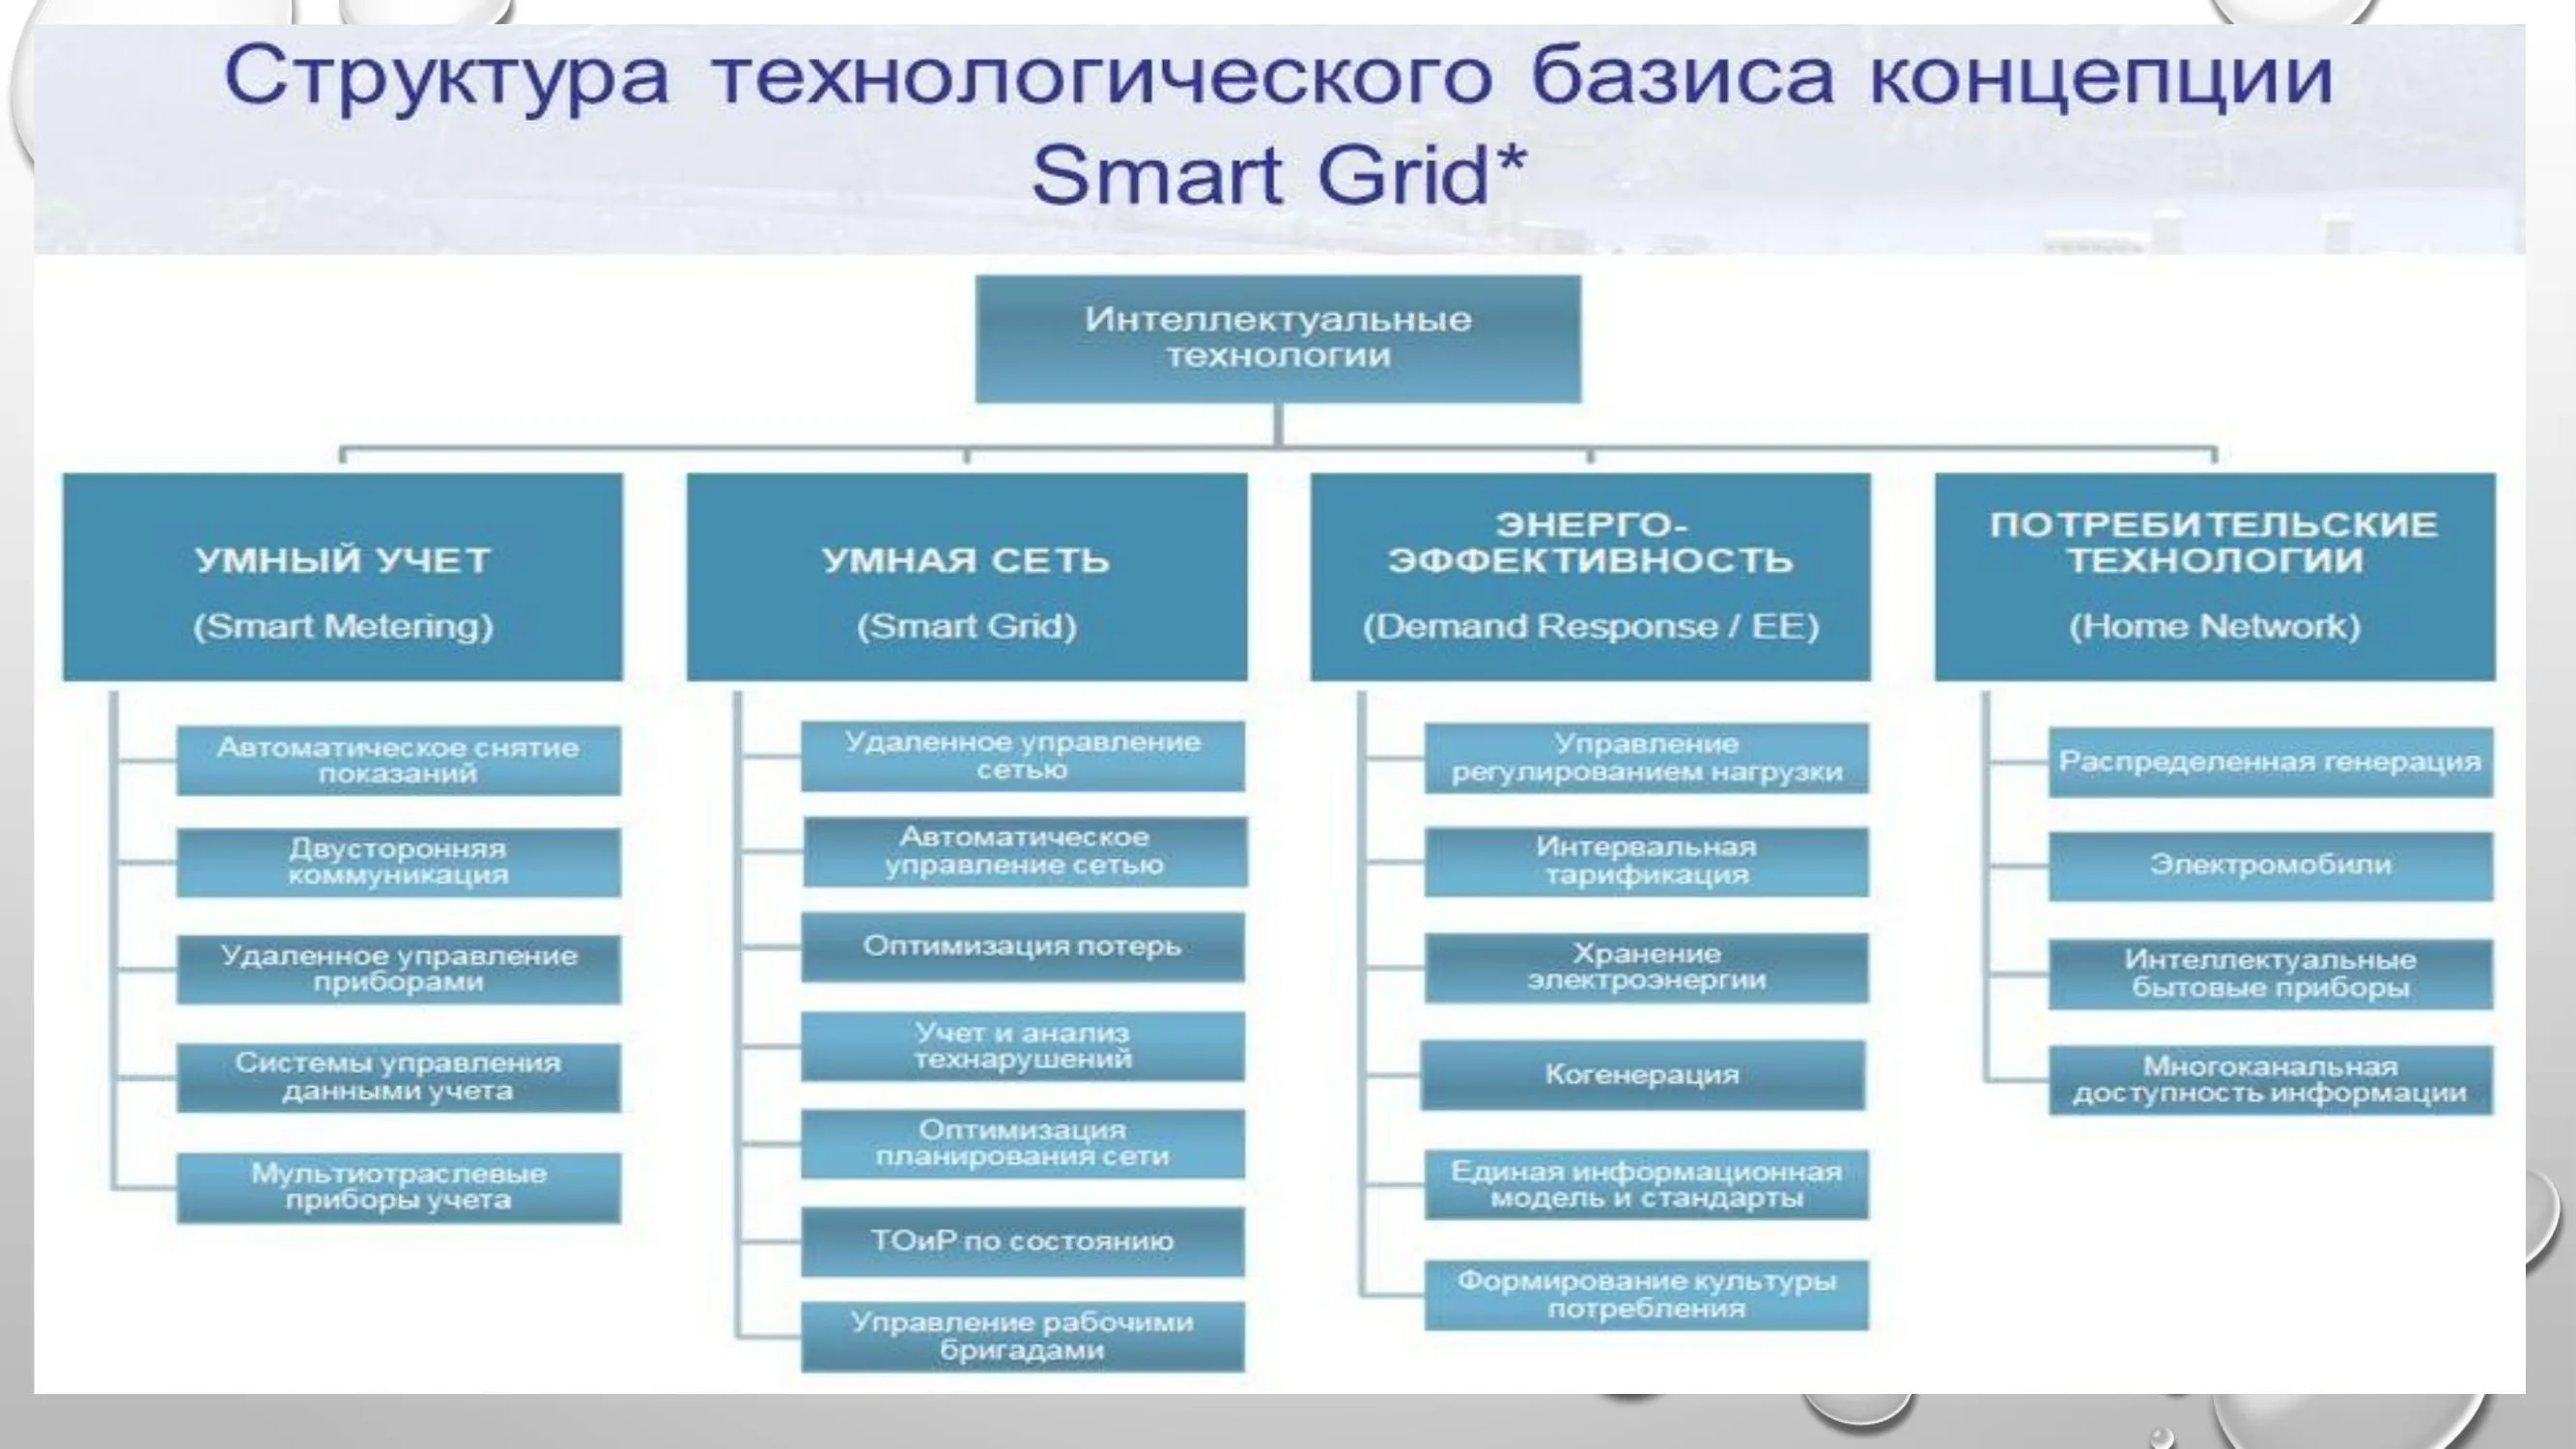 Структура технологического базиса концепции
Smart Grid*
Интеллектуальные
технологии
УМНЫЙ УЧЕТ
(Smart Metering)
Автоматическое снятие
показаний
Двусторонняя
коммуникация
Удаленное управление
приборами
Системы управления
данными учета
Мультиотраслевые
приборы учета
УМНАЯ СЕТЬ
(Smart Grid)
Удаленное управление
сетью
Автоматическое
управление сетью
Оптимизация потерь
Учет и анализ
технарушений
Оптимизация
планирования сети
ТОиР по состоянию
Управление рабочими
бригадами
ЭНЕРГО-
ЭФФЕКТИВНОСТЬ
(Demand Response / EE)
Управление
регулированием нагрузки
Интервальная
тарификация
Хранение
электроэнергии
Когенерация
Единая информационная
модель и стандарты
Формирование культуры
потребления
ПОТРЕБИТЕЛЬСКИЕ
ТЕХНОЛОГИИ
(Home Network)
Распределенная генерация
Электромобили
Интеллектуальные
бытовые приборы
Многоканальная
доступность информации